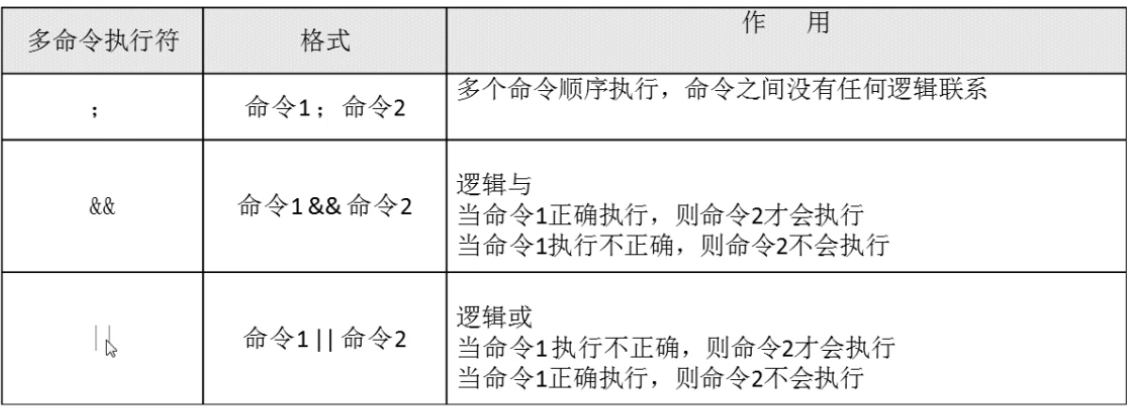 多命令执行符 格式 作 用
； 命令1；命令2 多个命令顺序执行，命令之间没有任何逻辑联系
&& 命令1&& 命令2 逻辑与
当命令1正确执行，则命令2才会执行
当命令1执行不正确，则命令2不会执行
|| 命令1|| 命令2 逻辑或
当命令1执行不正确，则命令2才会执行
当命令1正确执行，则命令2不会执行